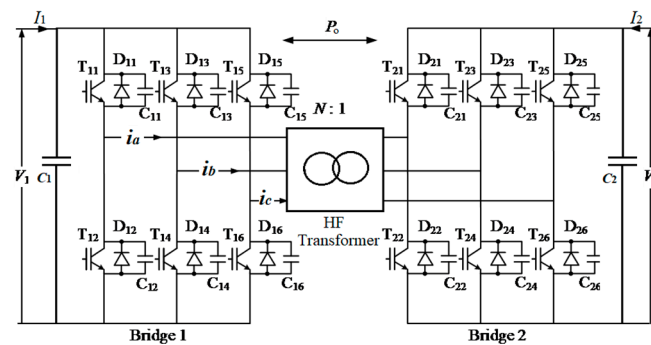 I1
Po
I2
T11 D11 T13 D13 T15 D15
T21 D21 T23 D23 T25 D25
C11 C13 C15
C21 C23 C25
N : 1
ia
ib
ic
V1 C1
C2 V
HF
Transformer
T12 D12 T14 D14 T16 D16
T22 D22 T24 D24 T26 D26
C12 C14 C16
C22 C24 C26
Bridge 1
Bridge 2